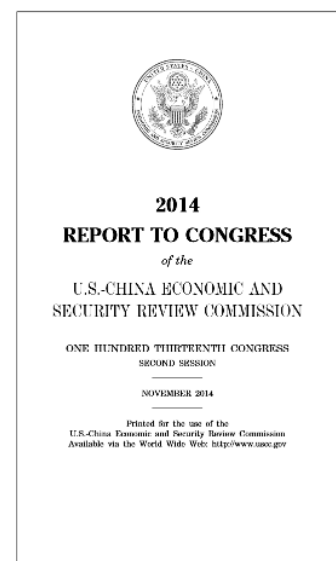 2014
REPORT TO CONGRESS
of the
U.S.-CHINA ECONOMIC AND
SECURITY REVIEW COMMISSION
ONE HUNDRED THIRTEENTH CONGRESS
SECOND SESSION
NOVEMBER 2014
Printed for the use of the
U.S.-China Economic and Security Review Commission
Available via the World Wide Web: http://www.uscc.gov